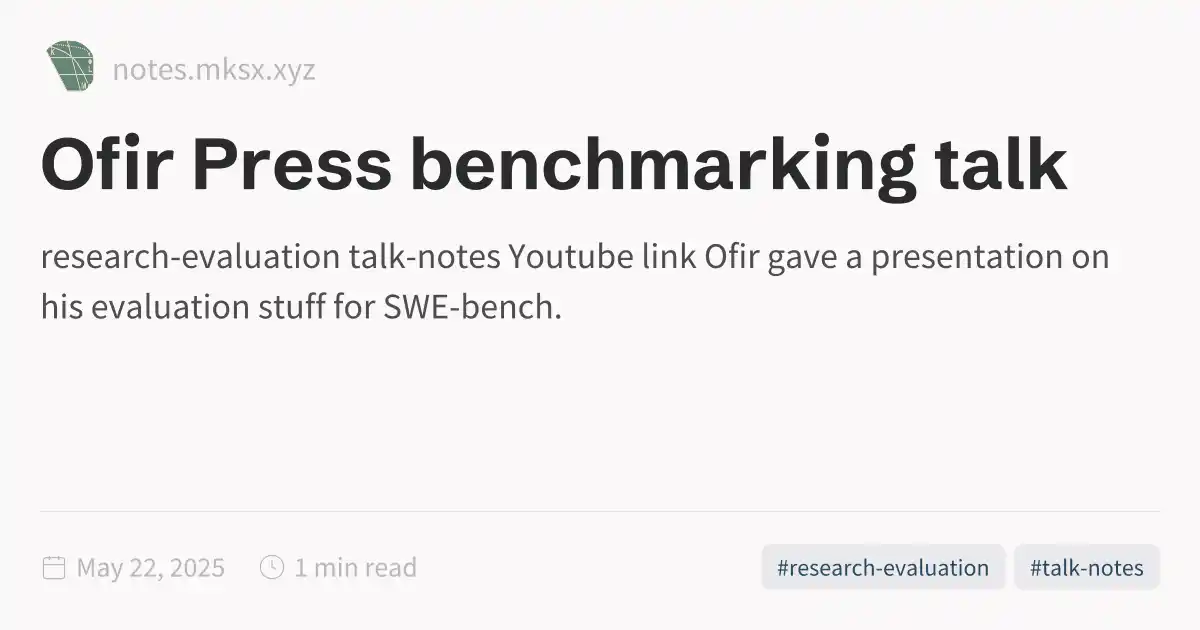 notes.mksx.xyz
Ofir Press benchmarking talk
research-evaluation talk-notes Youtube link Ofir gave a presentation on
his evaluation stuff for SWE-bench.
May 22, 2025 1 min read #research-evaluation #talk-notes